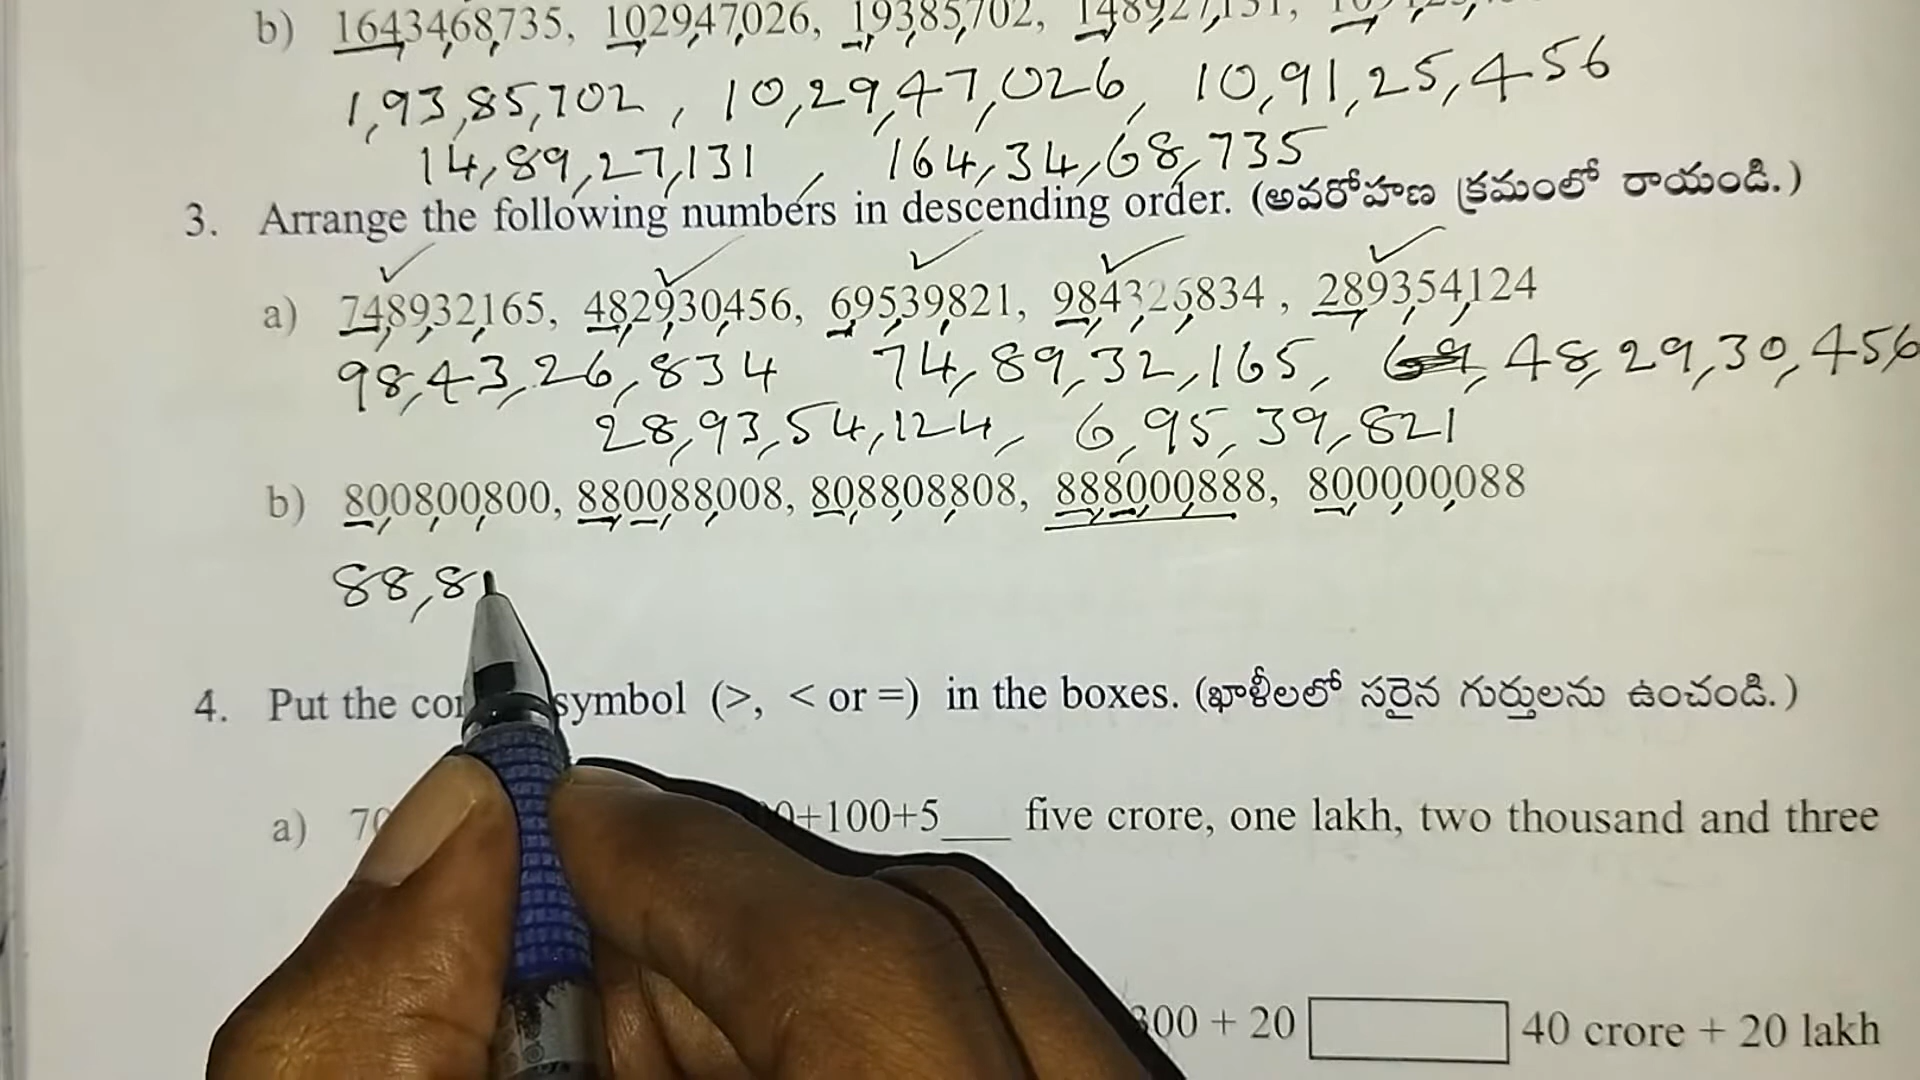 b) 1643468735, 102947026, 19385702, 148927131,
1,93,85,702, 10,29,47,026, 10,91,25,456
14,89,27,131, 164,34,68,735
3. Arrange the following numbers in descending order. (అవరోహణ క్రమంలో రాయండి.)
a) 748932165, 482930456, 69539821, 984326834, 289354124
98,43,26,834 74,89,32,165, 48,29,30,456
28,93,54,124, 6,95,39,821
b) 800800800, 880088008, 808808808, 888000888, 800000088
88,8
4. Put the symbol (>, < or =) in the boxes. (ఖాళీలలో సరైన గుర్తులను ఉంచండి.)
a) 70 +100+5___ five crore, one lakh, two thousand and three
300 + 20 40 crore + 20 lakh